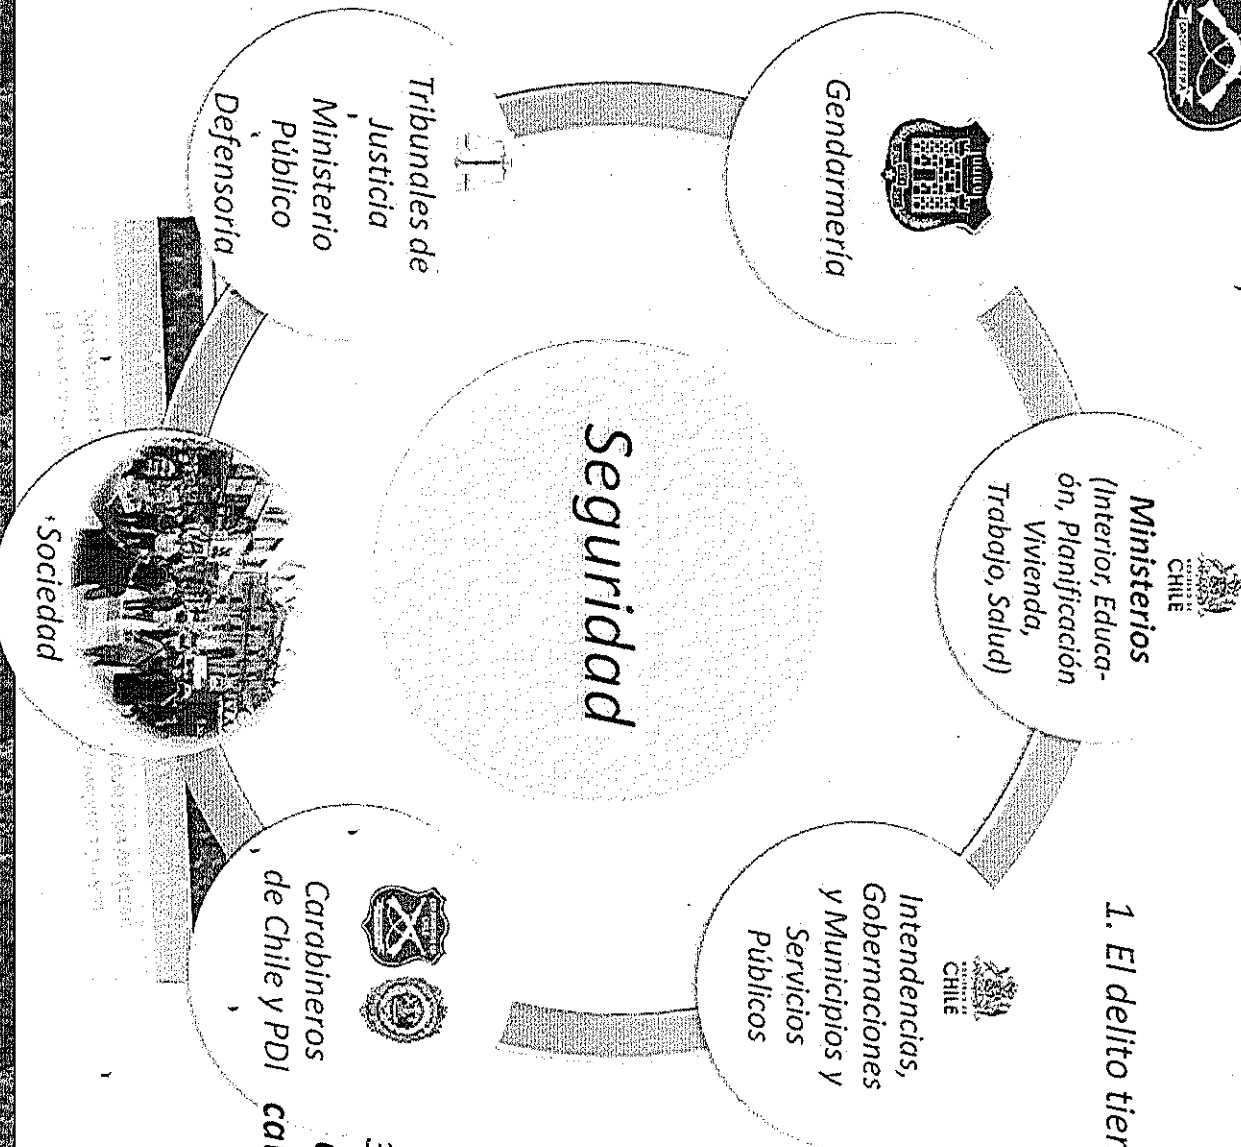 1. El delito tien
CHILE
Ministerios
(Interior, Educa-
ón, Planificación
Vivienda,
Trabajo, Salud)
CHILE
Intendencias,
Gobernaciones
y Municipios y
Servicios
Públicos
Gendarmería
Seguridad
Tribunales de
Justicia
Ministerio
Público
Defensoría
Carabineros
de Chile y PDI
Sociedad